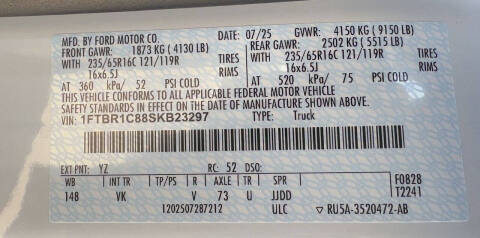 MFD. BY FORD MOTOR CO. DATE: 07/25 GVWR: 4150 KG (9150 LB)
FRONT GAWR: 1873 KG (4130 LB) REAR GAWR: 2502 KG (5515 LB)
WITH 235/65R16C 121/119R TIRES WITH 235/65R16C 121/119R TIRES
16x6.5J RIMS 16x6.5J RIMS
AT 360 kPa/ 52 PSI COLD AT 520 kPa/ 75 PSI COLD
THIS VEHICLE CONFORMS TO ALL APPLICABLE FEDERAL MOTOR VEHICLE
SAFETY STANDARDS IN EFFECT ON THE DATE OF MANUFACTURE SHOWN ABOVE.
VIN: 1FTBR1C88SKB23297 TYPE: Truck
EXT PNT: YZ RC: 52 DSO:
WB INT TR TP/PS R AXLE TR SPR F0828
148 VK V 73 U JJDD T2241
1202507287212 ULC ▽ RU5A-3520472-AB